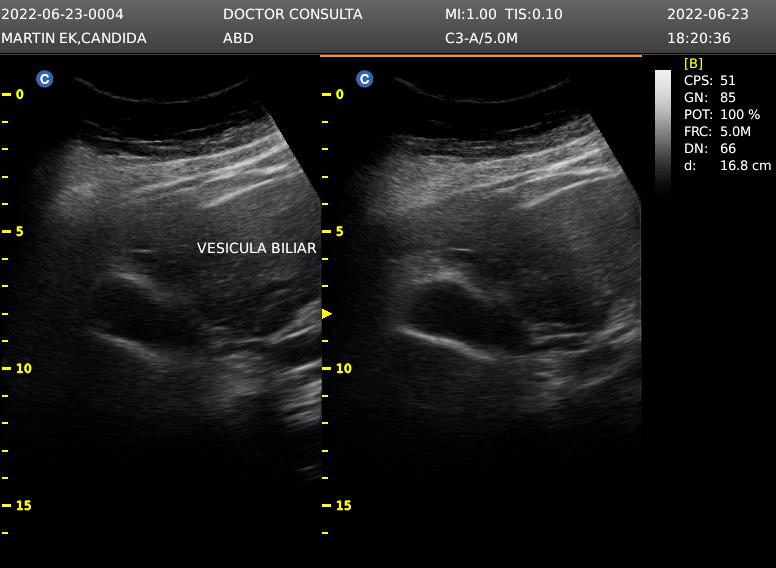 2022-06-23-0004 DOCTOR CONSULTA MI:1.00 TIS:0.10 2022-06-23
MARTIN EK,CANDIDA ABD C3-A/5.0M 18:20:36
[B]
CPS: 51
GN: 85
POT: 100 %
FRC: 5.0M
DN: 66
d: 16.8 cm
C C
0 0
5 5
VESICULA BILIAR
10 10
15 15